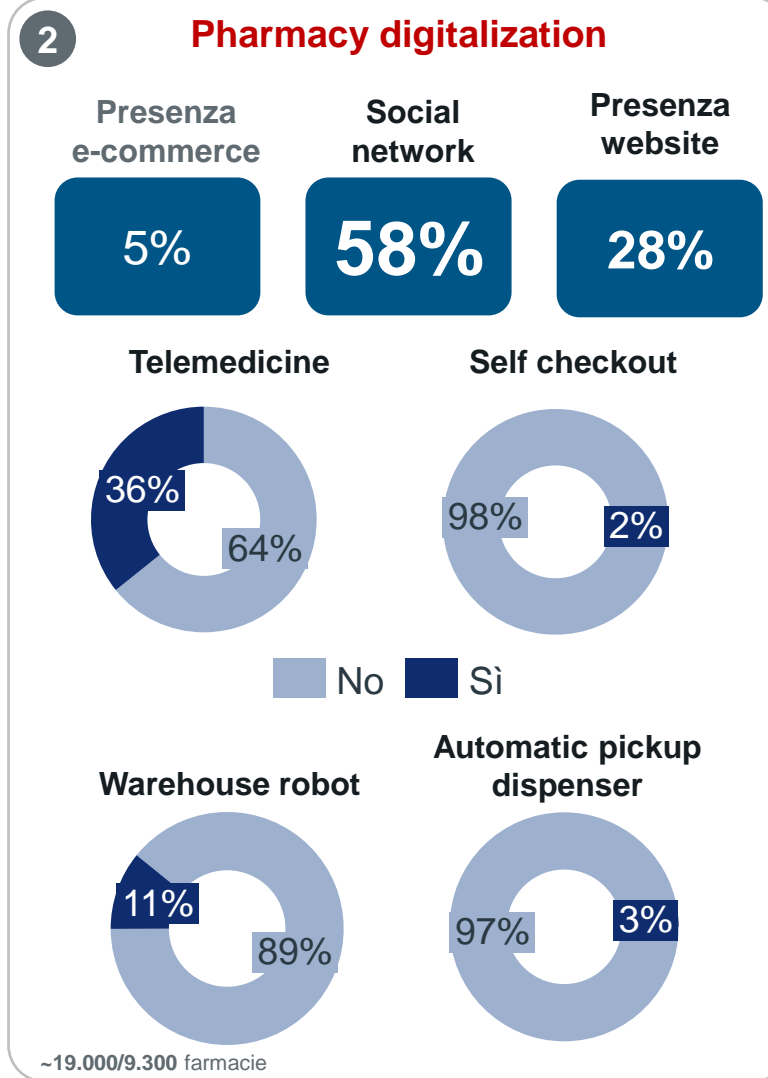 2
Pharmacy digitalization
Presenza
e-commerce
Social
network
Presenza
website
5%
58%
28%
Telemedicine
Self checkout
36%
64%
98%
2%
No
Sì
Warehouse robot
Automatic pickup
dispenser
11%
89%
97%
3%
~19.000/9.300 farmacie